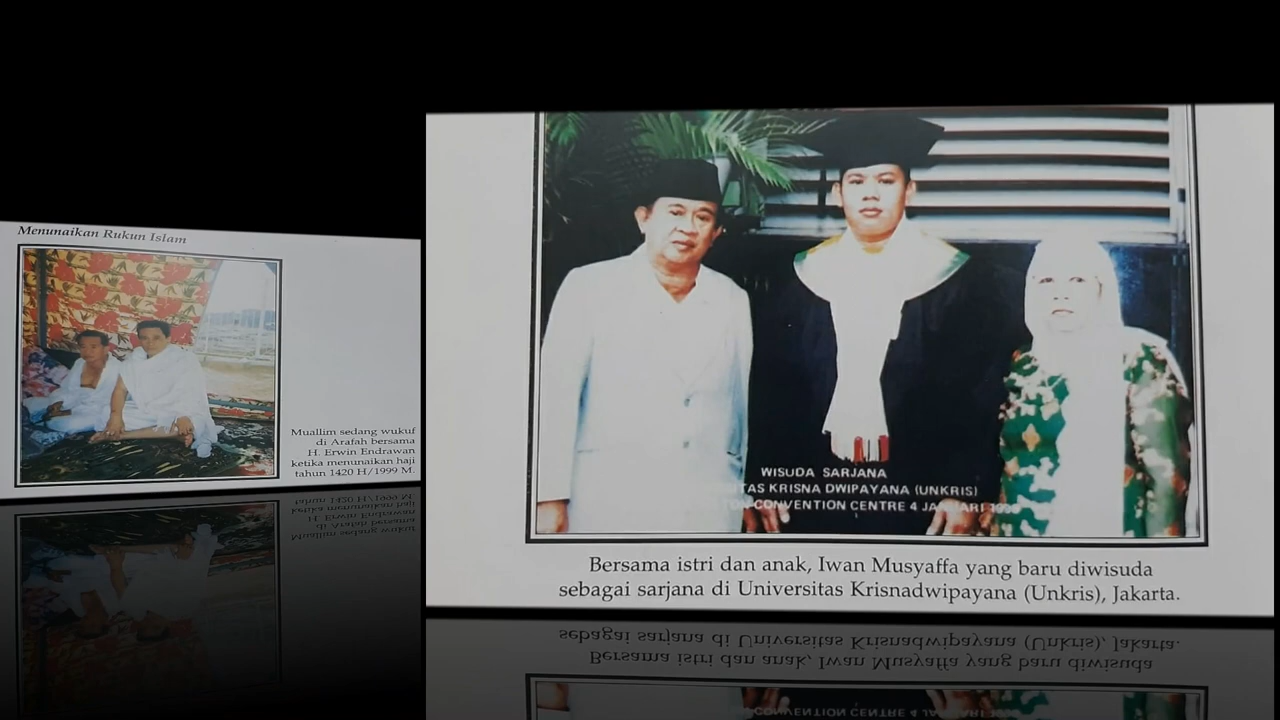 Menunaikan Rukun Islam
Muallim sedang wukuf
di Arafah bersama
H. Erwin Endrawan
ketika menunaikan haji
tahun 1420 H/1999 M.
WISUDA SARJANA
KRISNA DWIPAYANA (UNKRIS)
CONVENTION CENTRE 4
Bersama istri dan anak, Iwan Musyaffa yang baru diwisuda
sebagai sarjana di Universitas Krisnadwipayana (Unkris), Jakarta.